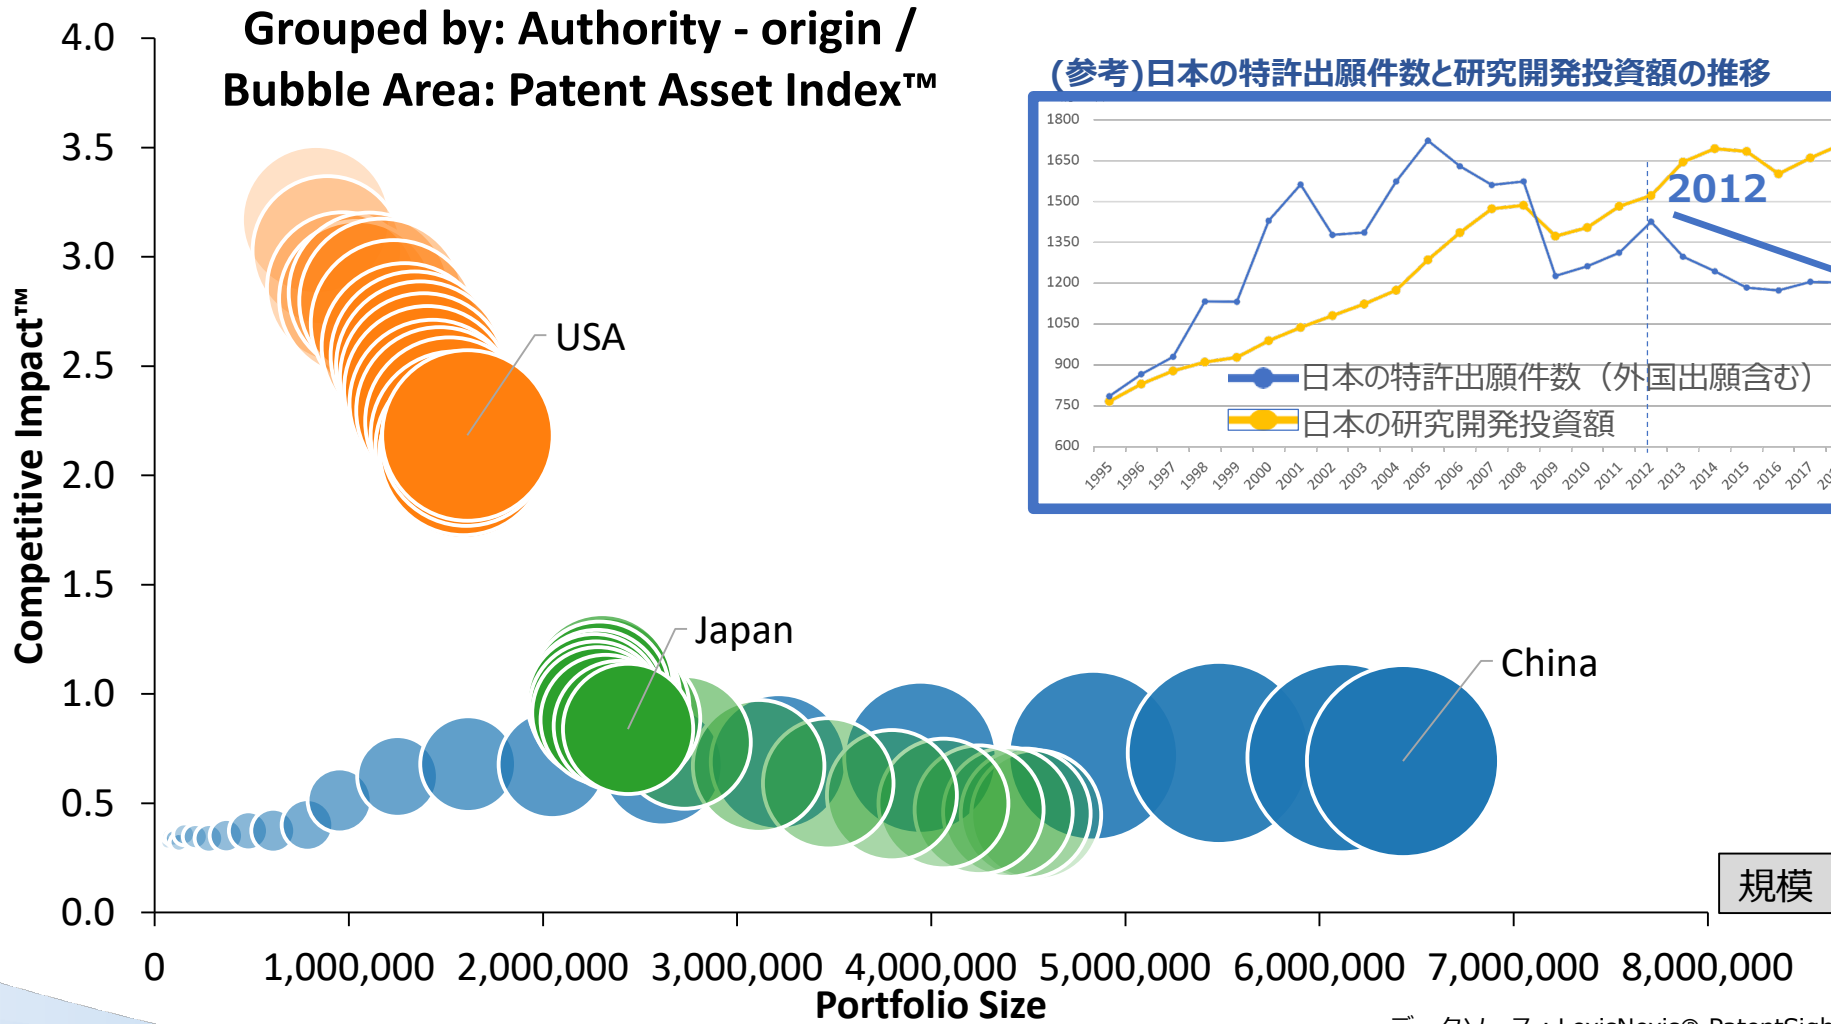 Grouped by: Authority - origin /
Bubble Area: Patent Asset Index™
(参考)日本の特許出願件数と研究開発投資額の推移
1800
1650
1500
1350
1200
1050
900
750
600
2012
日本の特許出願件数（外国出願含む）
日本の研究開発投資額
1995 1996 1997 1998 1999 2000 2001 2002 2003 2004 2005 2006 2007 2008 2009 2010 2011 2012 2013 2014 2015 2016 2017
Competitive Impact™
4.0
3.5
3.0
2.5
2.0
1.5
1.0
0.5
0.0
USA
Japan
China
規模
0 1,000,000 2,000,000 3,000,000 4,000,000 5,000,000 6,000,000 7,000,000 8,000,000
Portfolio Size